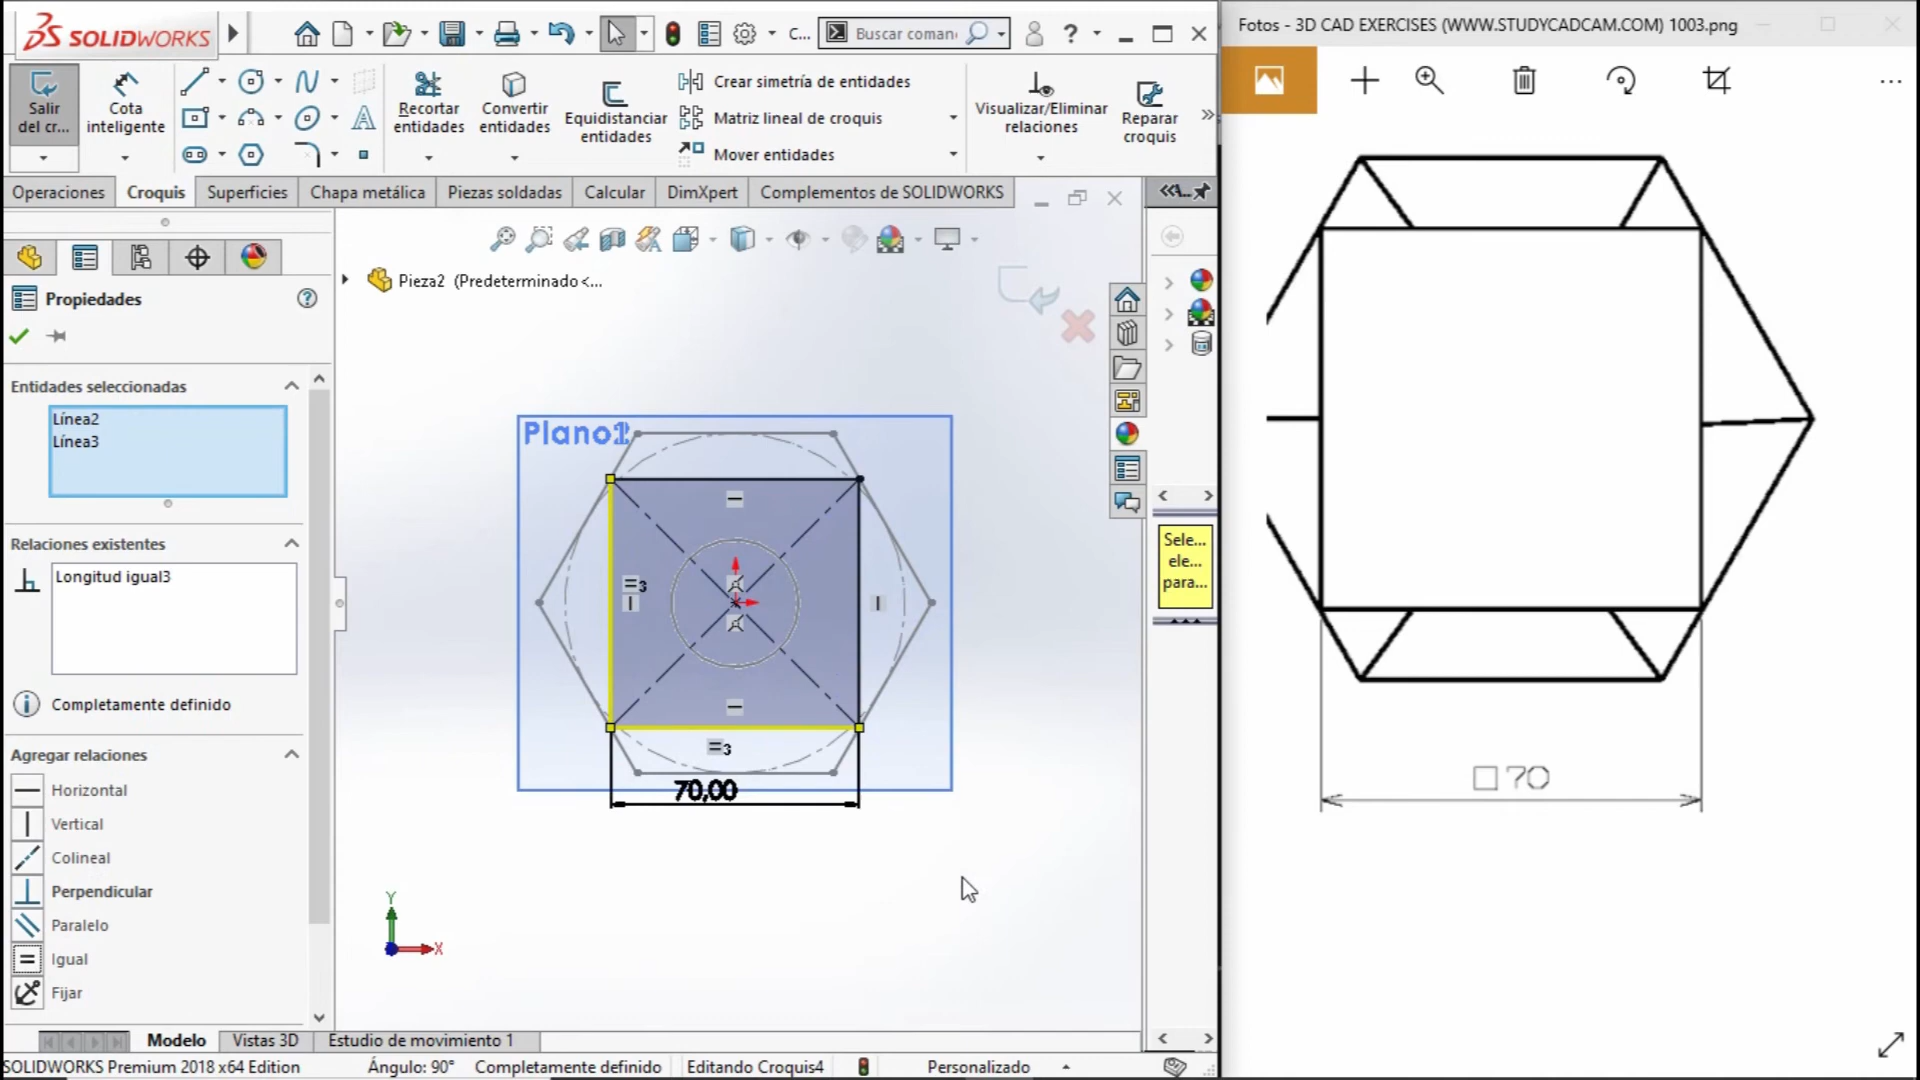 SOLIDWORKS
C...
Buscar coman
?
Fotos - 3D CAD EXERCISES (WWW.STUDYCADCAM.COM) 1003.png
Salir
del cr...
Cota
inteligente
Recortar
entidades
Convertir
entidades
Equidistanciar
entidades
Crear simetría de entidades
Matriz lineal de croquis
Mover entidades
Visualizar/Eliminar
relaciones
Reparar
croquis
Operaciones
Croquis
Superficies
Chapa metálica
Piezas soldadas
Calcular
DimXpert
Complementos de SOLIDWORKS
Pieza2 (Predeterminado<...
Propiedades
Entidades seleccionadas
Línea2
Línea3
Relaciones existentes
Longitud igual3
Completamente definido
Agregar relaciones
Horizontal
Vertical
Colineal
Perpendicular
Paralelo
Igual
Fijar
3
3
70,00
Y
X
Sele...
ele...
para...
□70
Modelo
Vistas 3D
Estudio de movimiento 1
SOLIDWORKS Premium 2018 x64 Edition
Ángulo: 90°
Completamente definido
Editando Croquis4
Personalizado